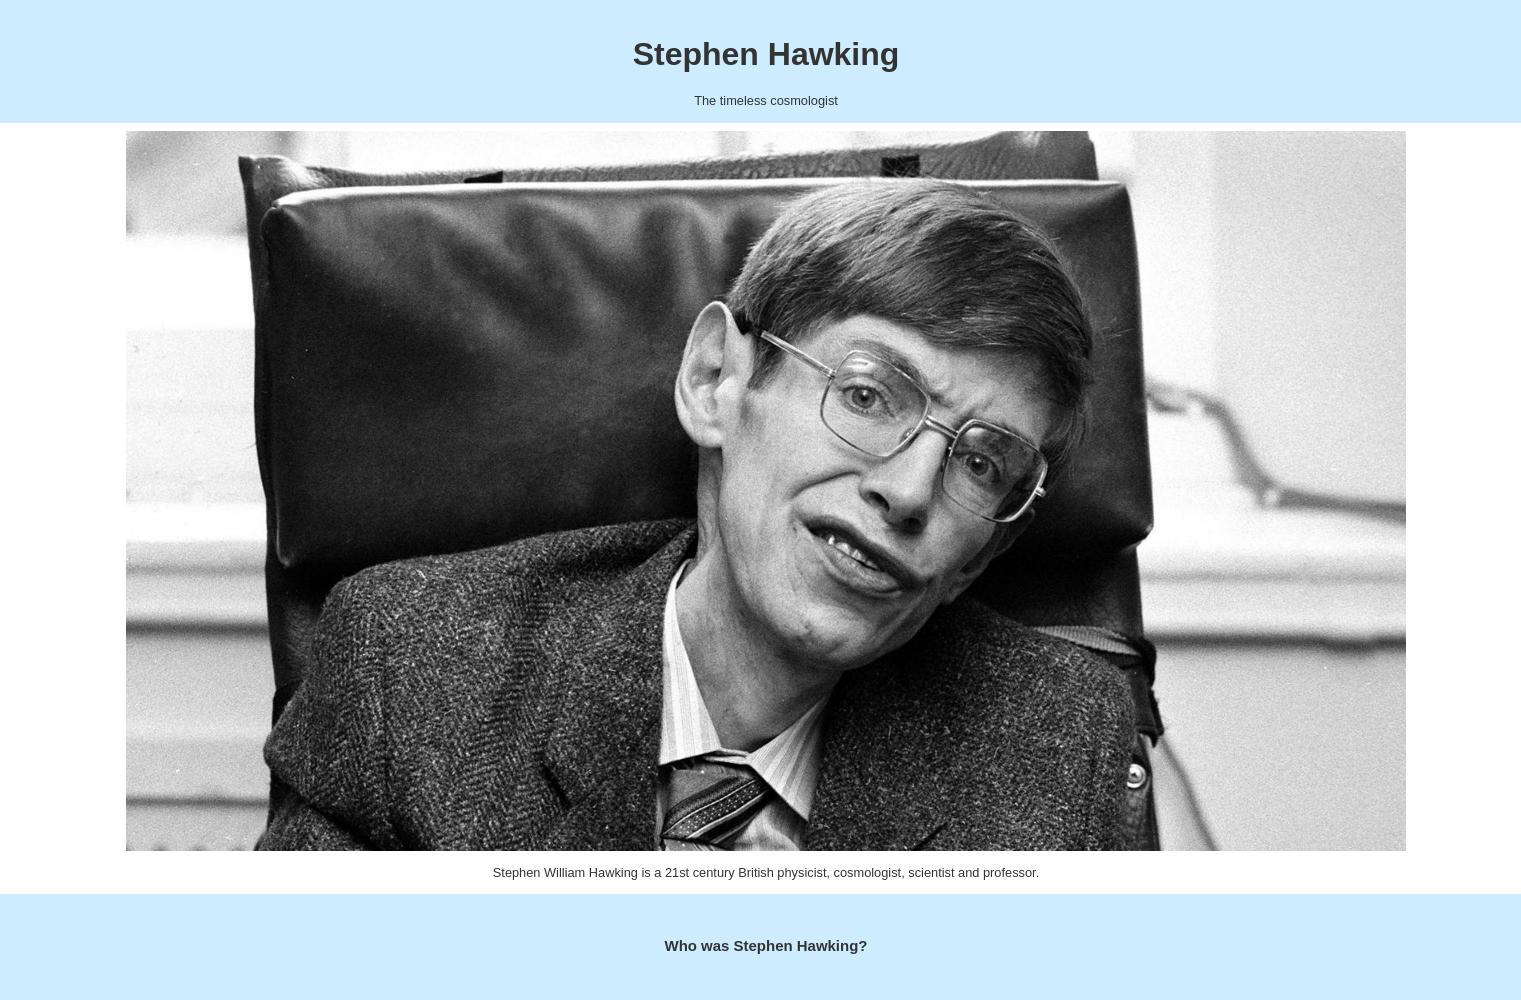 Stephen Hawking
The timeless cosmologist
Stephen William Hawking is a 21st century British physicist, cosmologist, scientist and professor.
Who was Stephen Hawking?